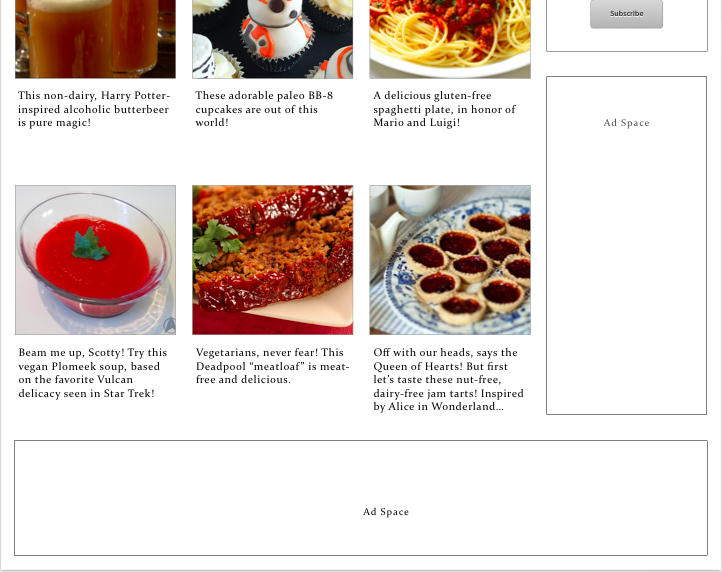 Subscribe
This non-dairy, Harry Potter-
inspired alcoholic butterbeer
is pure magic!
These adorable paleo BB-8
cupcakes are out of this
world!
A delicious gluten-free
spaghetti plate, in honor of
Mario and Luigi!
Ad Space
Beam me up, Scotty! Try this
vegan Plomeek soup, based
on the favorite Vulcan
delicacy seen in Star Trek!
Vegetarians, never fear! This
Deadpool “meatloaf” is meat-
free and delicious.
Off with our heads, says the
Queen of Hearts! But first
let’s taste these nut-free,
dairy-free jam tarts! Inspired
by Alice in Wonderland...
Ad Space